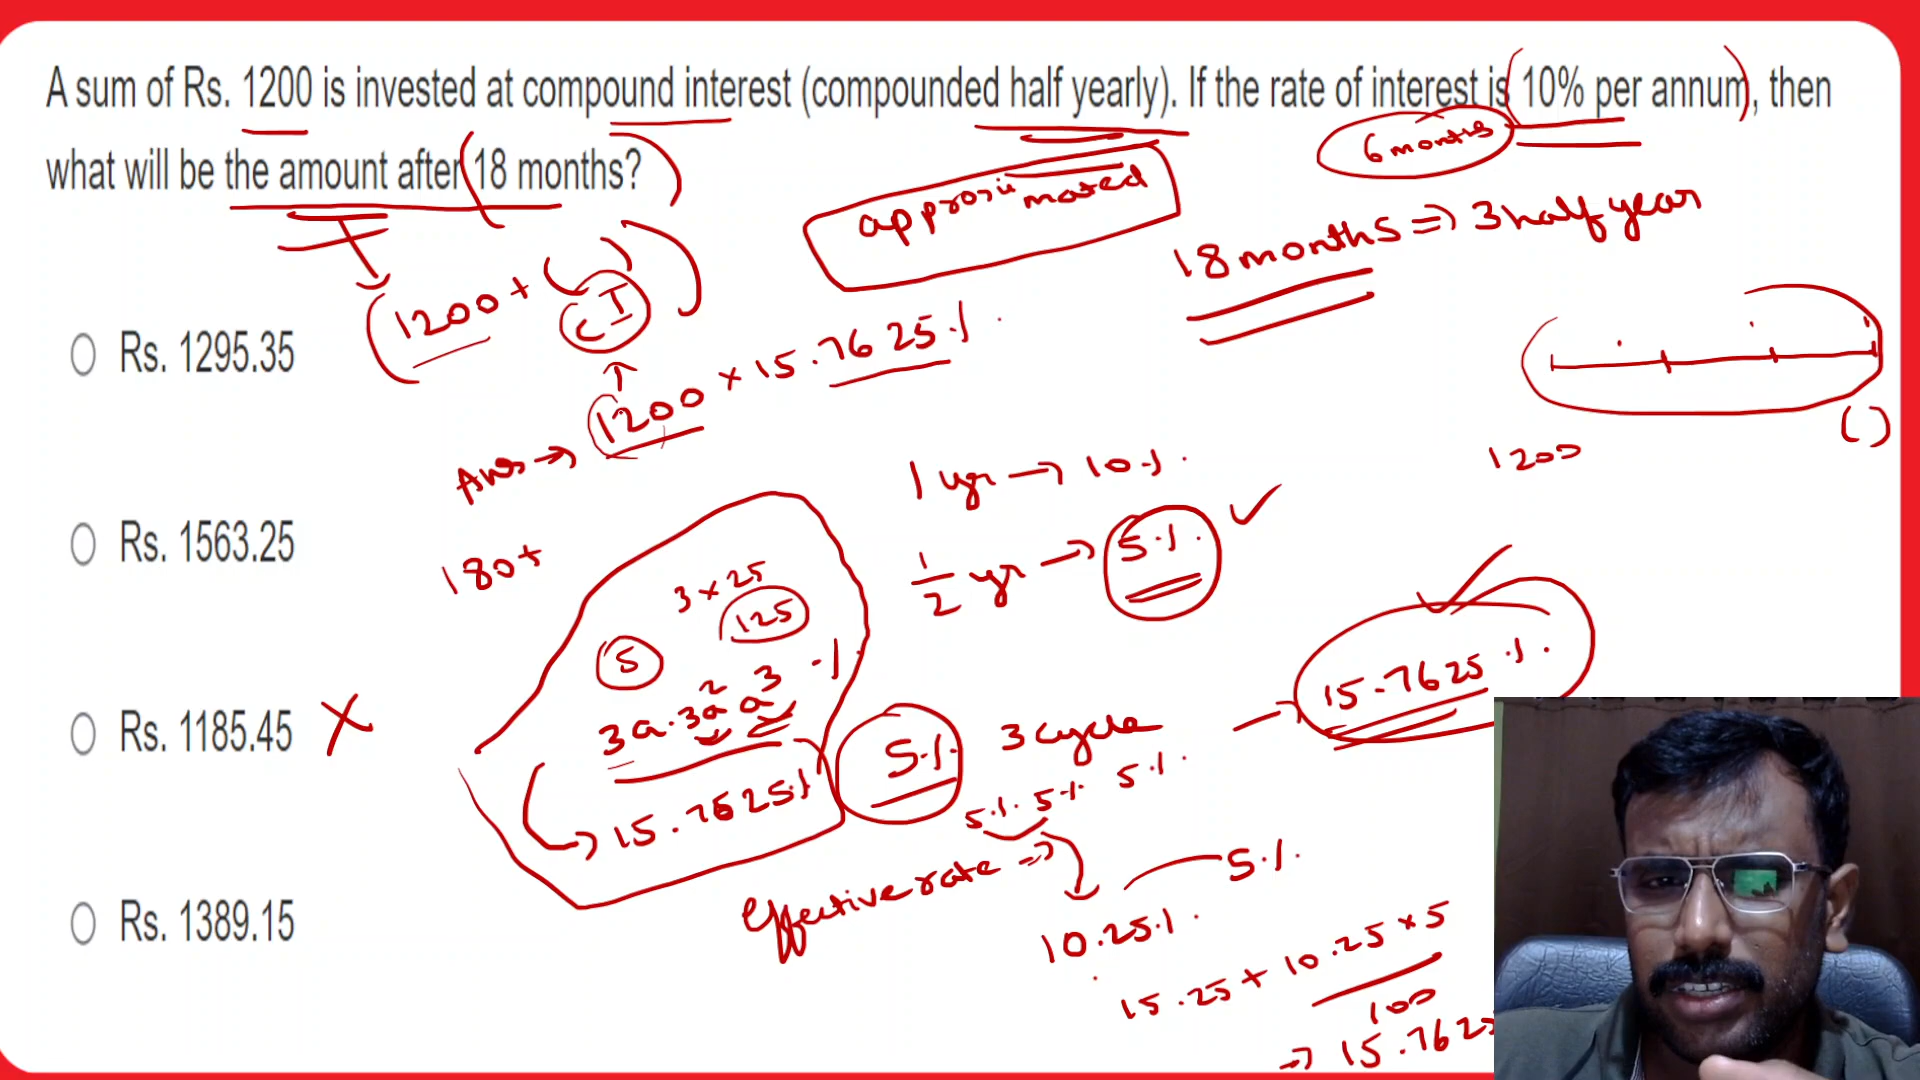 A sum of Rs. 1200 is invested at compound interest (compounded half yearly). If the rate of interest is 10% per annum, then
what will be the amount after 18 months?
6 months
approximated
18 months => 3 half year
(1200 + (CI))
1200 × 15.7625%.
Ans →
1200
( )
Rs. 1295.35
1 yr → 10%.
1/2 yr → 5%. ✓
180+
Rs. 1563.25
3×25
5
125
3a.3a²a³ %
→ 15.7625%
5%. 3 cycle → 15.7625%.
5%. 5% 5%.
Rs. 1185.45 X
Effective rate =>
10.25%. 5%.
15.25 + 10.25×5
100
=> 15.7625
Rs. 1389.15